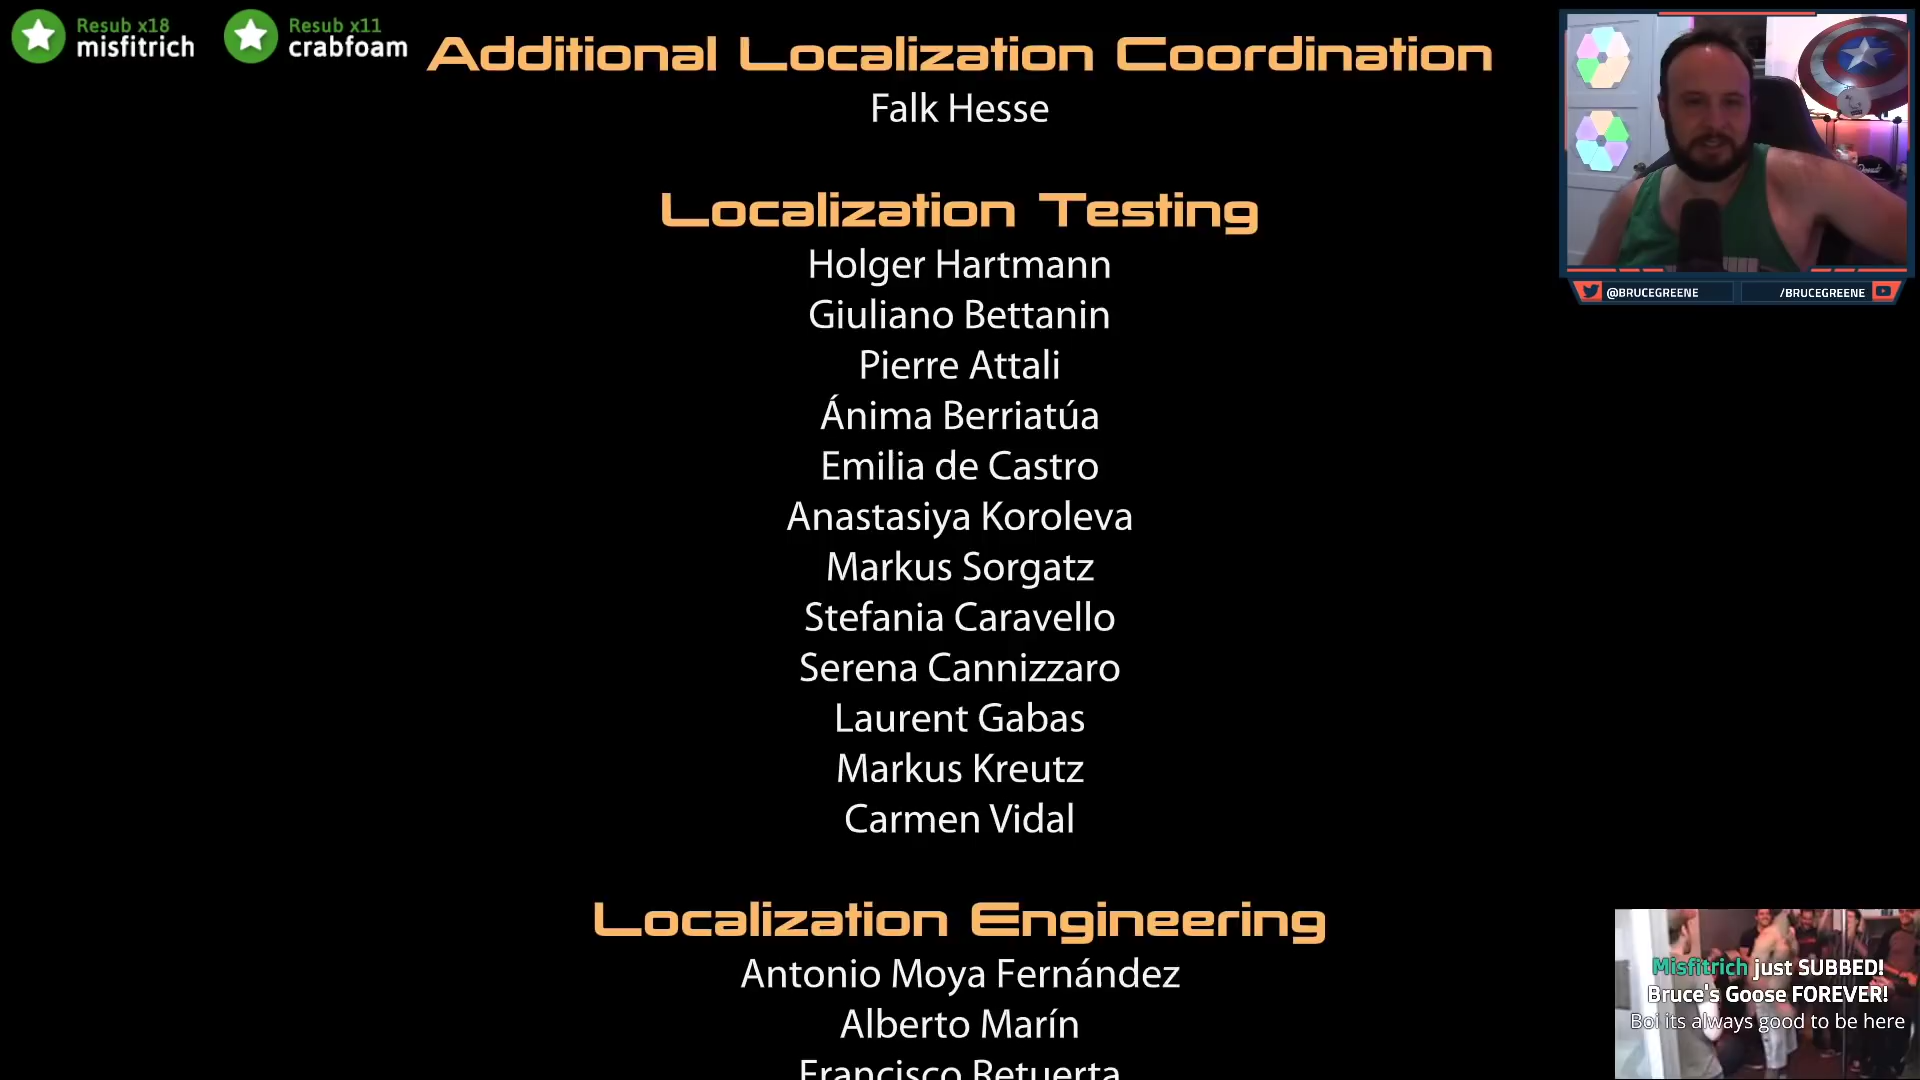 Resub x18
misfitrich
Resub x11
crabfoam
Additional Localization Coordination
Falk Hesse
Localization Testing
Holger Hartmann
Giuliano Bettanin
Pierre Attali
Ánima Berriatúa
Emilia de Castro
Anastasiya Koroleva
Markus Sorgatz
Stefania Caravello
Serena Cannizzaro
Laurent Gabas
Markus Kreutz
Carmen Vidal
Localization Engineering
Antonio Moya Fernández
Alberto Marín
Francisco Retuerta
@BRUCEGREENE
/BRUCEGREENE
Misfitrich just SUBBED!
Bruce's Goose FOREVER!
Boi its always good to be here